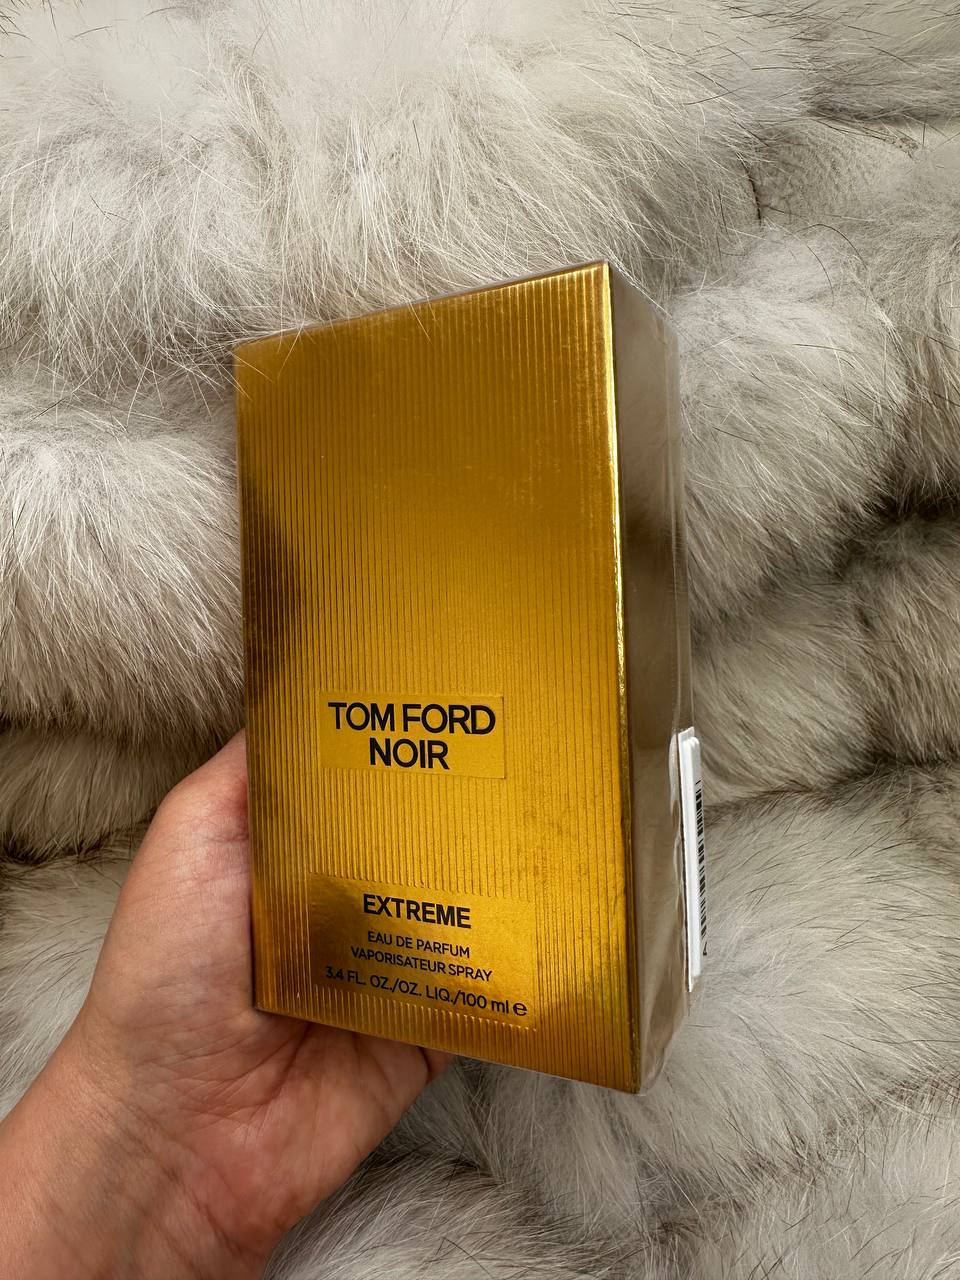 TOM FORD
NOIR
EXTREME
EAU DE PARFUM
VAPORISATEUR SPRAY
3.4 FL. OZ./OZ. LIQ./100 ml ℮